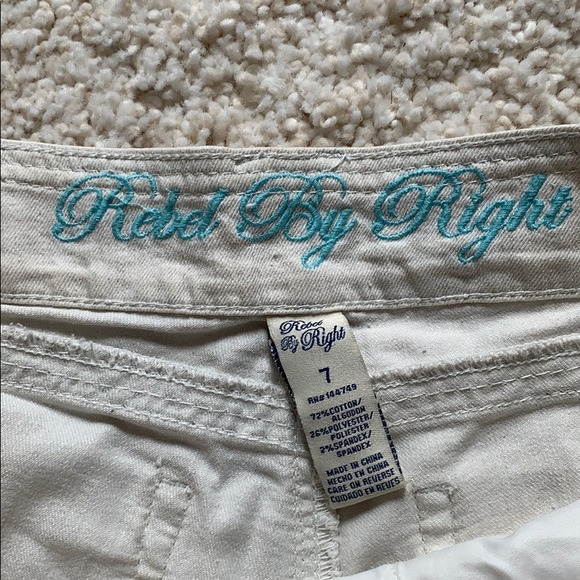 Rebel By Right
Rebel
By Right
7
RN# 144749
72%COTTON/
ALGODON
26%POLYESTER/
POLIESTER
2%SPANDEX/
SPANDEX
MADE IN CHINA
HECHO EN CHINA
CARE ON REVERSE
CUIDADO EN REVES